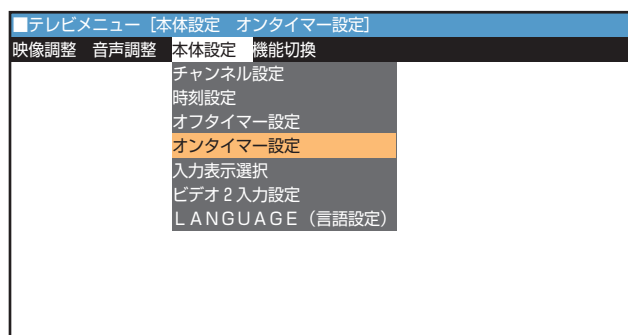 ■テレビメニュー［本体設定　オンタイマー設定］
映像調整　音声調整　本体設定　機能切換
チャンネル設定
時刻設定
オフタイマー設定
オンタイマー設定
入力表示選択
ビデオ２入力設定
ＬＡＮＧＵＡＧＥ（言語設定）